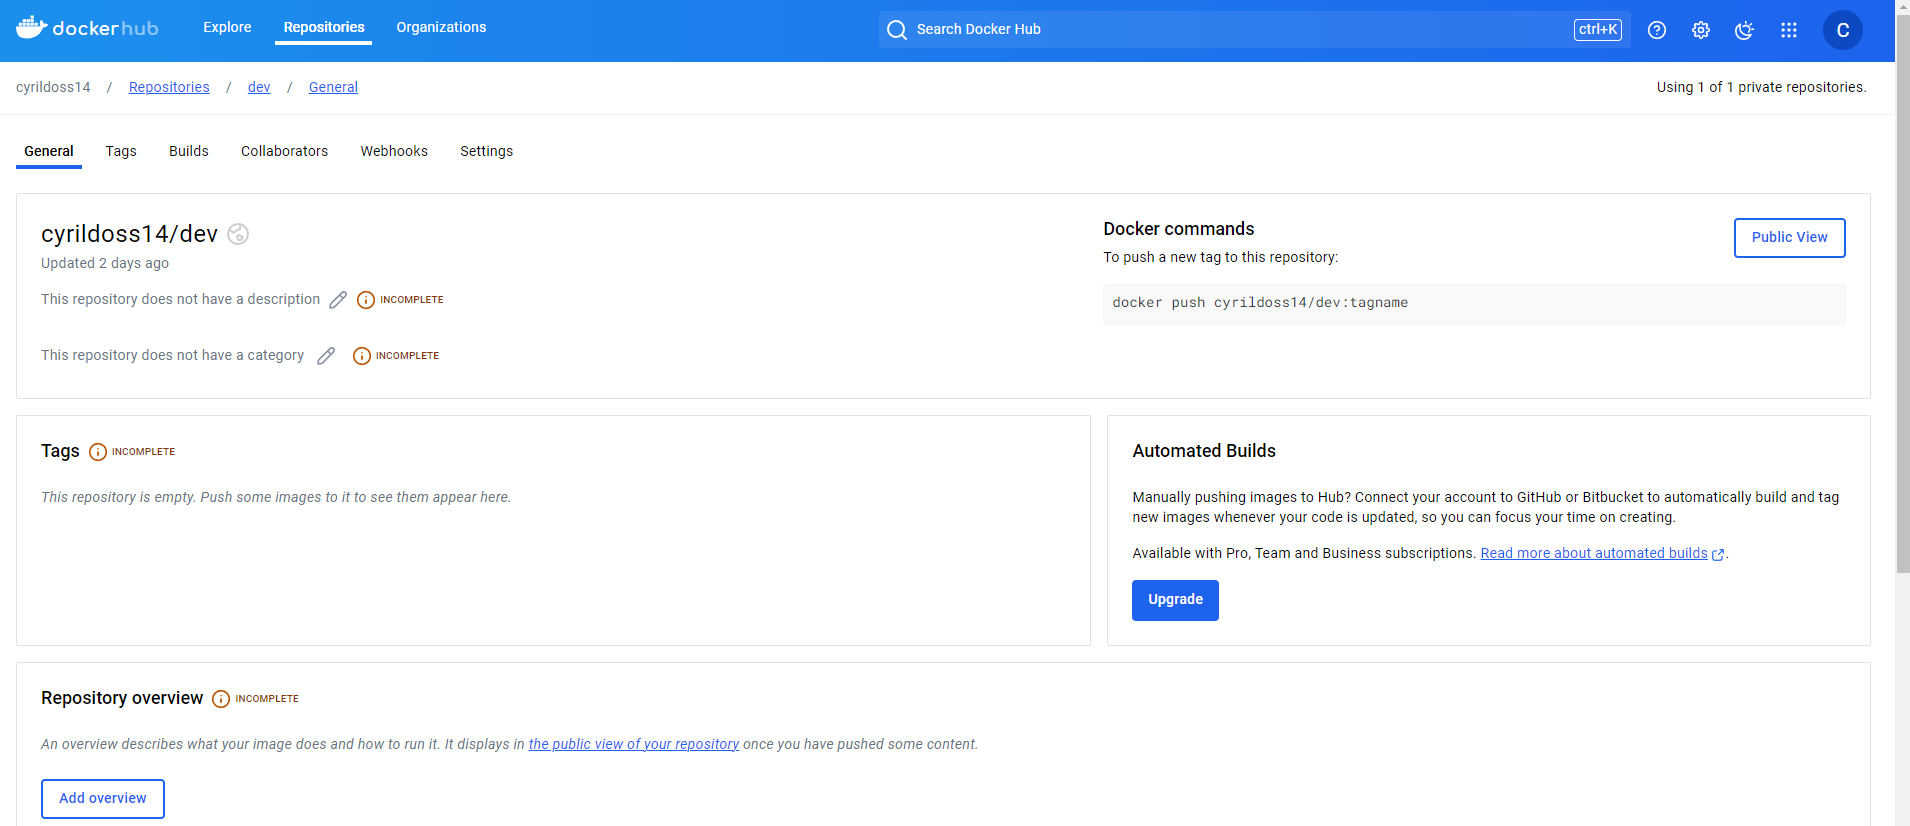 dockerhub
Explore
Repositories
Organizations
Search Docker Hub
ctrl+K
C
cyrildoss14 / Repositories / dev / General
Using 1 of 1 private repositories.
General
Tags
Builds
Collaborators
Webhooks
Settings
cyrildoss14/dev
Updated 2 days ago
This repository does not have a description
INCOMPLETE
This repository does not have a category
INCOMPLETE
Docker commands
To push a new tag to this repository:
Public View
docker push cyrildoss14/dev:tagname
Tags
INCOMPLETE
This repository is empty. Push some images to it to see them appear here.
Automated Builds
Manually pushing images to Hub? Connect your account to GitHub or Bitbucket to automatically build and tag
new images whenever your code is updated, so you can focus your time on creating.
Available with Pro, Team and Business subscriptions. Read more about automated builds.
Upgrade
Repository overview
INCOMPLETE
An overview describes what your image does and how to run it. It displays in the public view of your repository once you have pushed some content.
Add overview